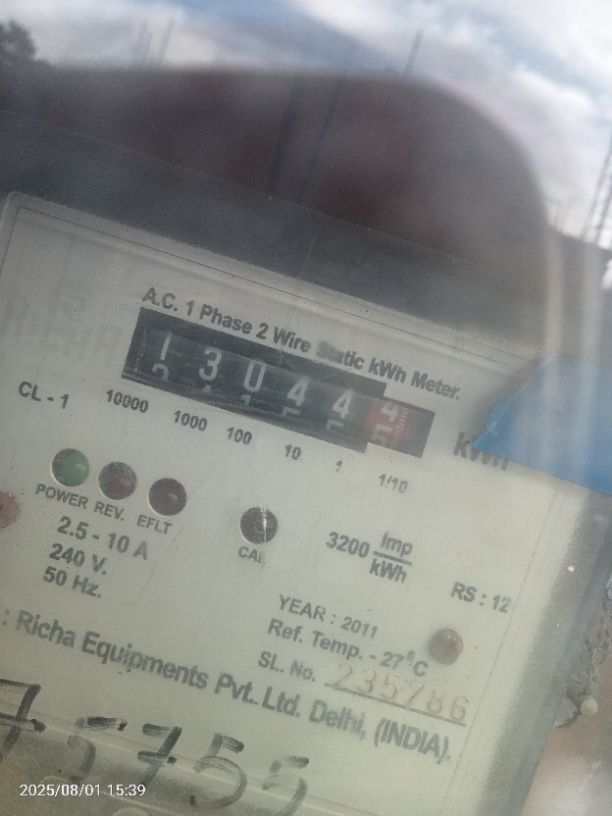 A.C. 1 Phase 2 Wire Static kWh Meter.
1 3 0 4 4 4
kWh
CL - 1
10000 1000 100 10 1 1/10
POWER REV. EFLT
CAL
2.5 - 10 A
240 V.
50 Hz.
3200 Imp
kWh
RS : 12
YEAR : 2011
Ref. Temp. - 27°C
SL. No. 235786
: Richa Equipments Pvt. Ltd. Delhi, (INDIA).
75755
2025/08/01 15:39